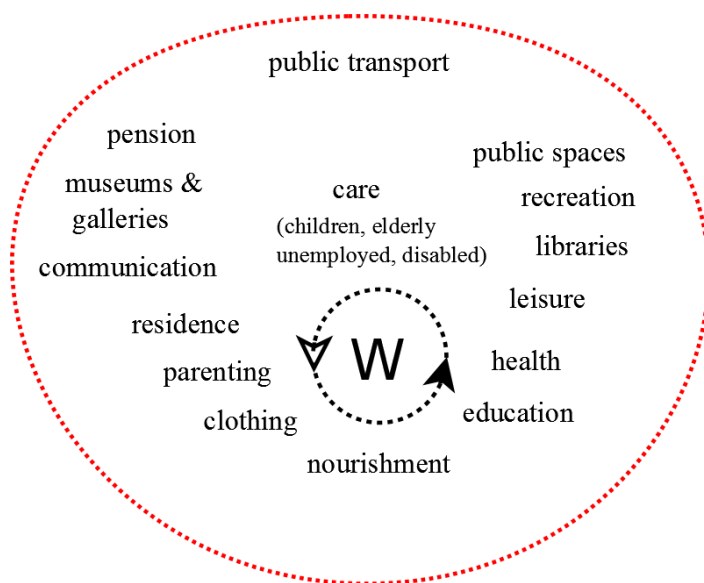 public transport
pension
public spaces
museums &
galleries
care
recreation
(children, elderly
unemployed, disabled)
libraries
communication
leisure
residence
W
health
parenting
clothing
education
nourishment